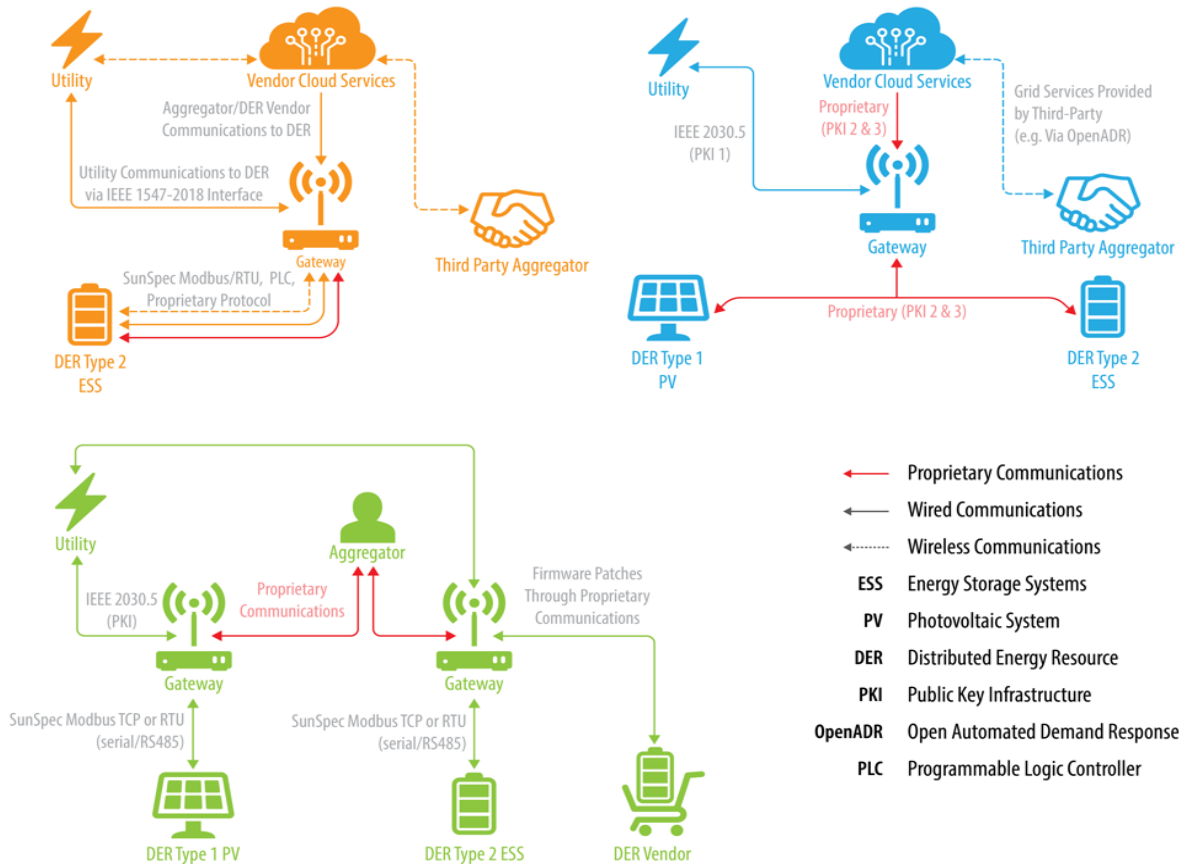 Utility
Vendor Cloud Services
Aggregator/DER Vendor
Communications to DER
Utility Communications to DER
via IEEE 1547-2018 Interface
Gateway
Third Party Aggregator
SunSpec Modbus/RTU, PLC,
Proprietary Protocol
DER Type 2
ESS
Utility
Vendor Cloud Services
Proprietary
(PKI 2 & 3)
Grid Services Provided
by Third-Party
(e.g. Via OpenADR)
IEEE 2030.5
(PKI 1)
Gateway
Third Party Aggregator
Proprietary (PKI 2 & 3)
DER Type 1
PV
DER Type 2
ESS
Utility
Aggregator
IEEE 2030.5
(PKI)
Proprietary
Communications
Firmware Patches
Through Proprietary
Communications
Gateway
Gateway
SunSpec Modbus TCP or RTU
(serial/RS485)
SunSpec Modbus TCP or RTU
(serial/RS485)
DER Type 1 PV
DER Type 2 ESS
DER Vendor
Proprietary Communications
Wired Communications
Wireless Communications
ESS Energy Storage Systems
PV Photovoltaic System
DER Distributed Energy Resource
PKI Public Key Infrastructure
OpenADR Open Automated Demand Response
PLC Programmable Logic Controller